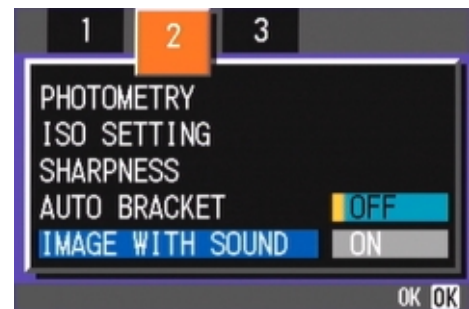 1 2 3
PHOTOMETRY
ISO SETTING
SHARPNESS
AUTO BRACKET OFF
IMAGE WITH SOUND ON
OK OK